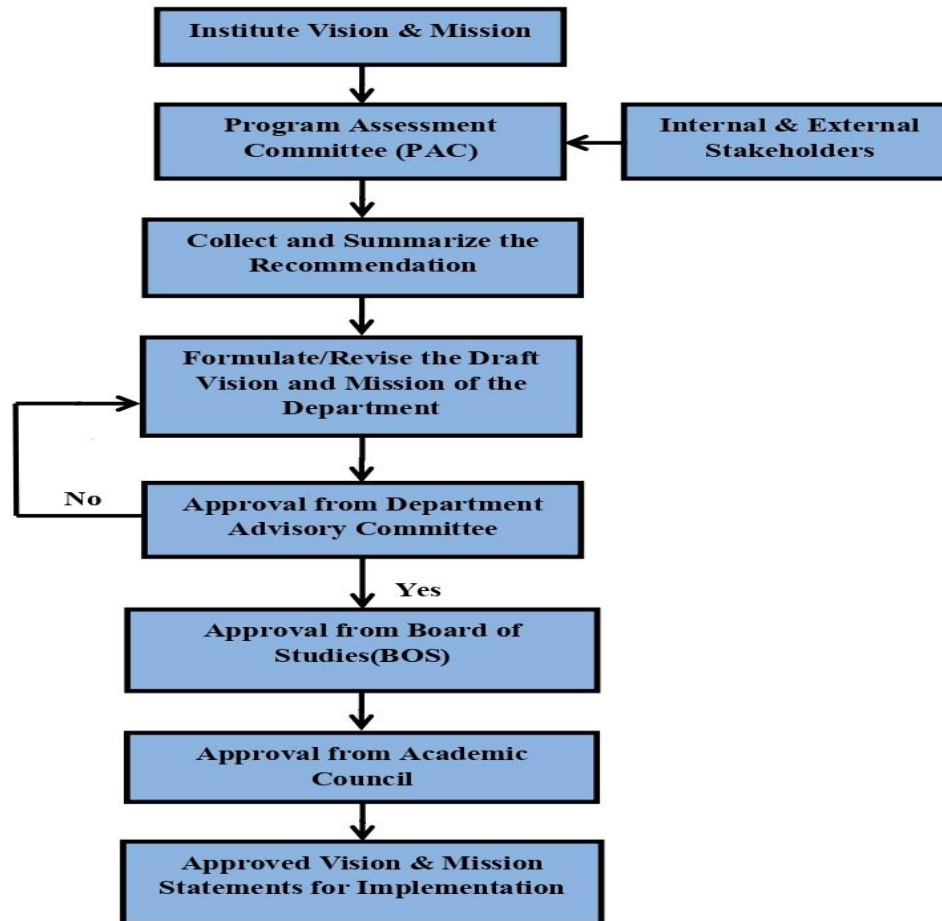 Institute Vision & Mission
Program Assessment
Committee (PAC)
Internal & External
Stakeholders
Collect and Summarize the
Recommendation
Formulate/Revise the Draft
Vision and Mission of the
Department
No
Approval from Department
Advisory Committee
Yes
Approval from Board of
Studies(BOS)
Approval from Academic
Council
Approved Vision & Mission
Statements for Implementation